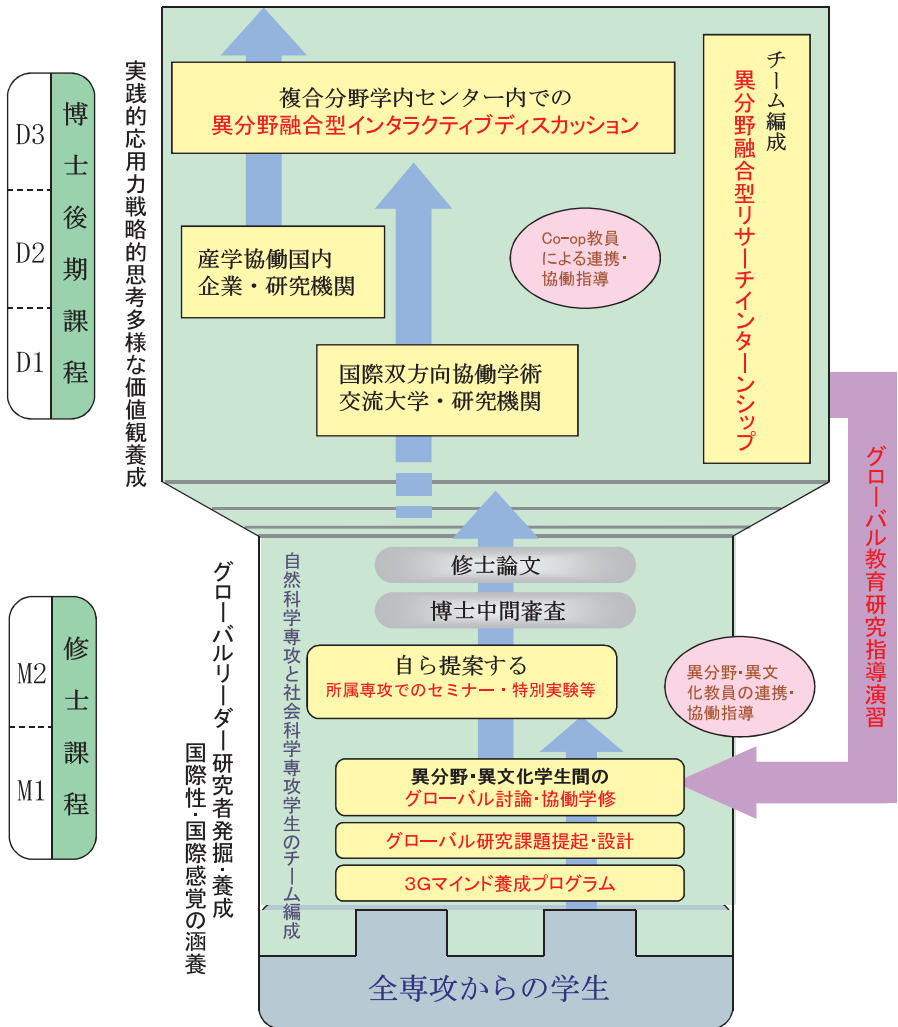 D3
D2
D1
博士後期課程
実践的応用力戦略的思考多様な価値観養成
複合分野学内センター内での
異分野融合型インタラクティブディスカッション
チーム編成
異分野融合型リサーチインターンシップ
産学協働国内
企業・研究機関
Co-op教員
による連携・
協働指導
国際双方向協働学術
交流大学・研究機関
グローバル教育研究指導演習
M2
M1
修士課程
グローバルリーダー研究者発掘・養成
国際性・国際感覚の涵養
自然科学専攻と社会科学専攻学生のチーム編成
修士論文
博士中間審査
自ら提案する
所属専攻でのセミナー・特別実験等
異分野・異文
化教員の連携・
協働指導
異分野・異文化学生間の
グローバル討論・協働学修
グローバル研究課題提起・設計
3Gマインド養成プログラム
全専攻からの学生